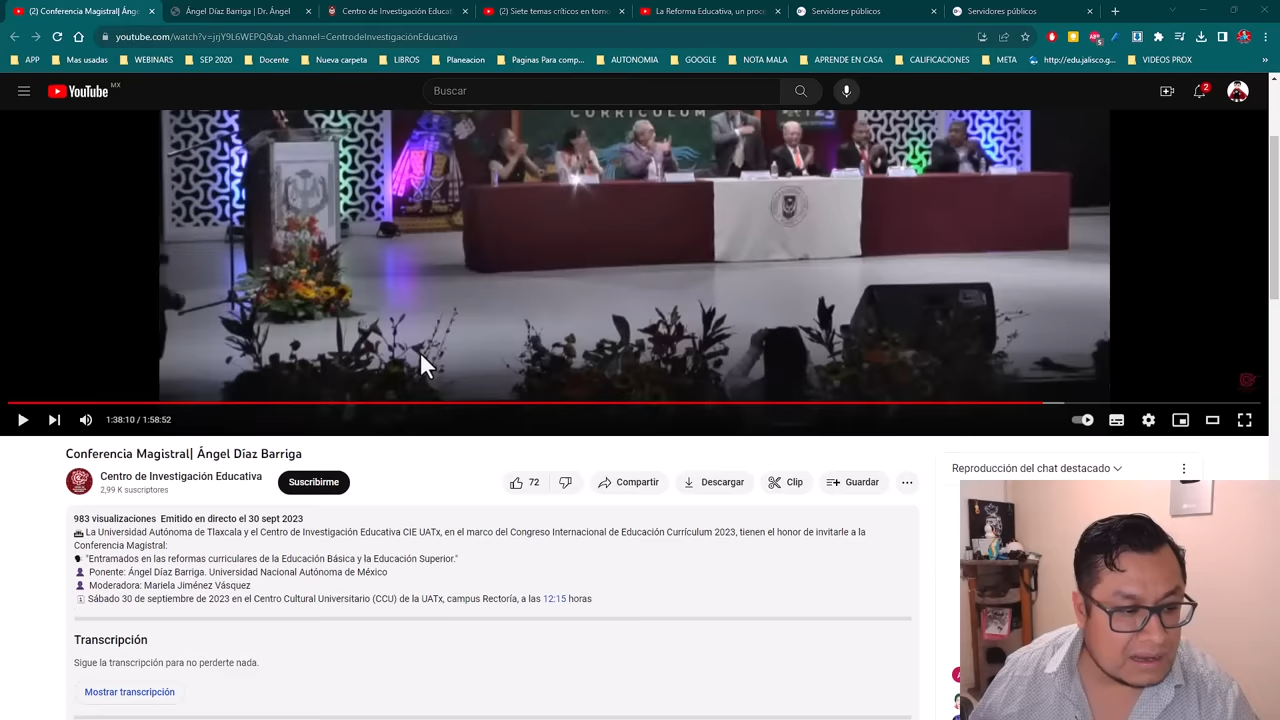 (2) Conferencia Magistral| Ángel
Ángel Díaz Barriga | Dr. Ángel
Centro de Investigación Educat
(2) Siete temas críticos en torno
La Reforma Educativa, un proce
Servidores públicos
Servidores públicos
youtube.com/watch?v=jrjY9L6WEPQ&ab_channel=CentrodeInvestigaciónEducativa
APP
Mas usadas
WEBINARS
SEP 2020
Docente
Nueva carpeta
LIBROS
Planeacion
Paginas Para comp...
AUTONOMIA
GOOGLE
NOTA MALA
APRENDE EN CASA
CALIFICACIONES
META
http://edu.jalisco.g...
VIDEOS PROX
»
YouTube MX
Buscar
2
CURRICULUM
1:38:10 / 1:58:52
Conferencia Magistral| Ángel Díaz Barriga
Centro de Investigación Educativa
2,99 K suscriptores
Suscribirme
72
Compartir
Descargar
Clip
Guardar
Reproducción del chat destacado
983 visualizaciones Emitido en directo el 30 sept 2023
La Universidad Autónoma de Tlaxcala y el Centro de Investigación Educativa CIE UATx, en el marco del Congreso Internacional de Educación Currículum 2023, tienen el honor de invitarle a la
Conferencia Magistral:
"Entramados en las reformas curriculares de la Educación Básica y la Educación Superior."
Ponente: Ángel Díaz Barriga. Universidad Nacional Autónoma de México
Moderadora: Mariela Jiménez Vásquez
Sábado 30 de septiembre de 2023 en el Centro Cultural Universitario (CCU) de la UATx, campus Rectoría, a las 12:15 horas
Transcripción
Sigue la transcripción para no perderte nada.
Mostrar transcripción